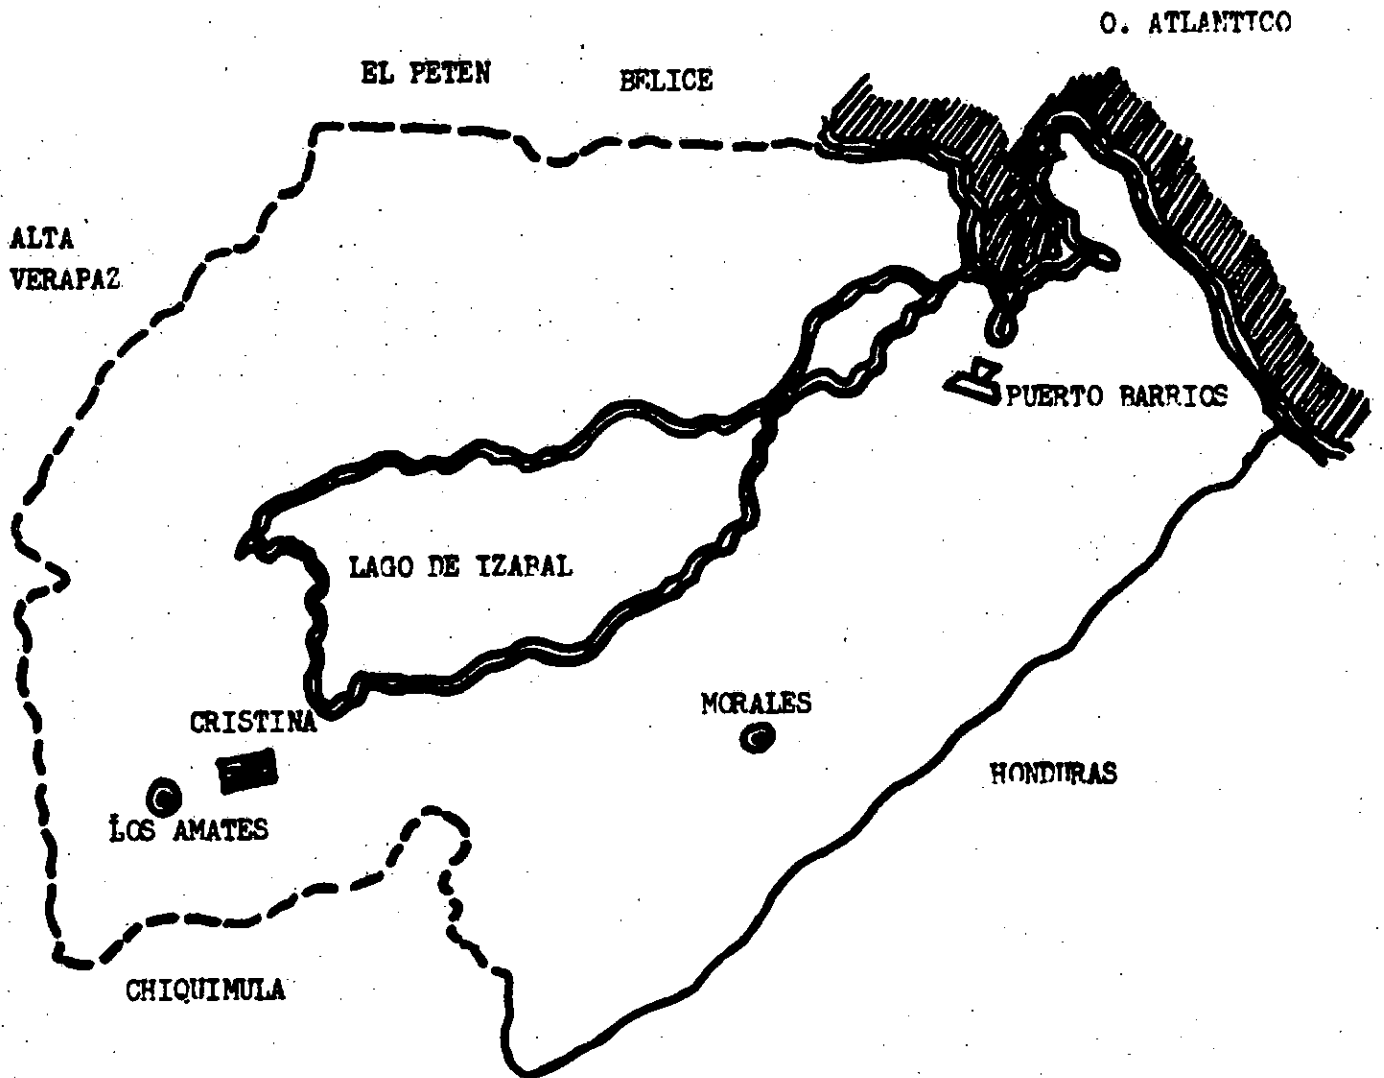 O. ATLANTICO
EL PETEN
BELICE
ALTA
VERAPAZ
PUERTO BARRIOS
LAGO DE IZABAL
MORALES
CRISTINA
HONDURAS
LOS AMATES
CHIQUIMULA